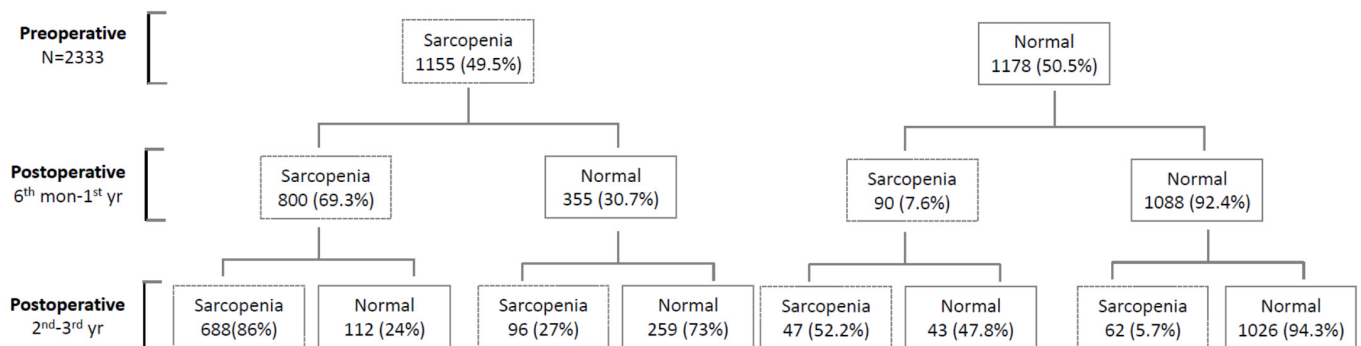 Preoperative
N=2333
Sarcopenia
1155 (49.5%)
Normal
1178 (50.5%)
Postoperative
6th mon-1st yr
Sarcopenia
800 (69.3%)
Normal
355 (30.7%)
Sarcopenia
90 (7.6%)
Normal
1088 (92.4%)
Postoperative
2nd-3rd yr
Sarcopenia
688(86%)
Normal
112 (24%)
Sarcopenia
96 (27%)
Normal
259 (73%)
Sarcopenia
47 (52.2%)
Normal
43 (47.8%)
Sarcopenia
62 (5.7%)
Normal
1026 (94.3%)